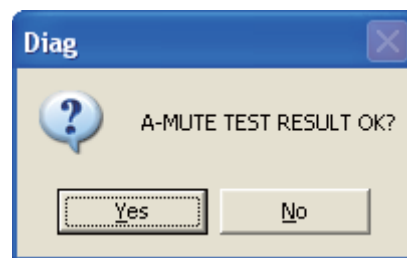 Diag
A-MUTE TEST RESULT OK?
Yes
No